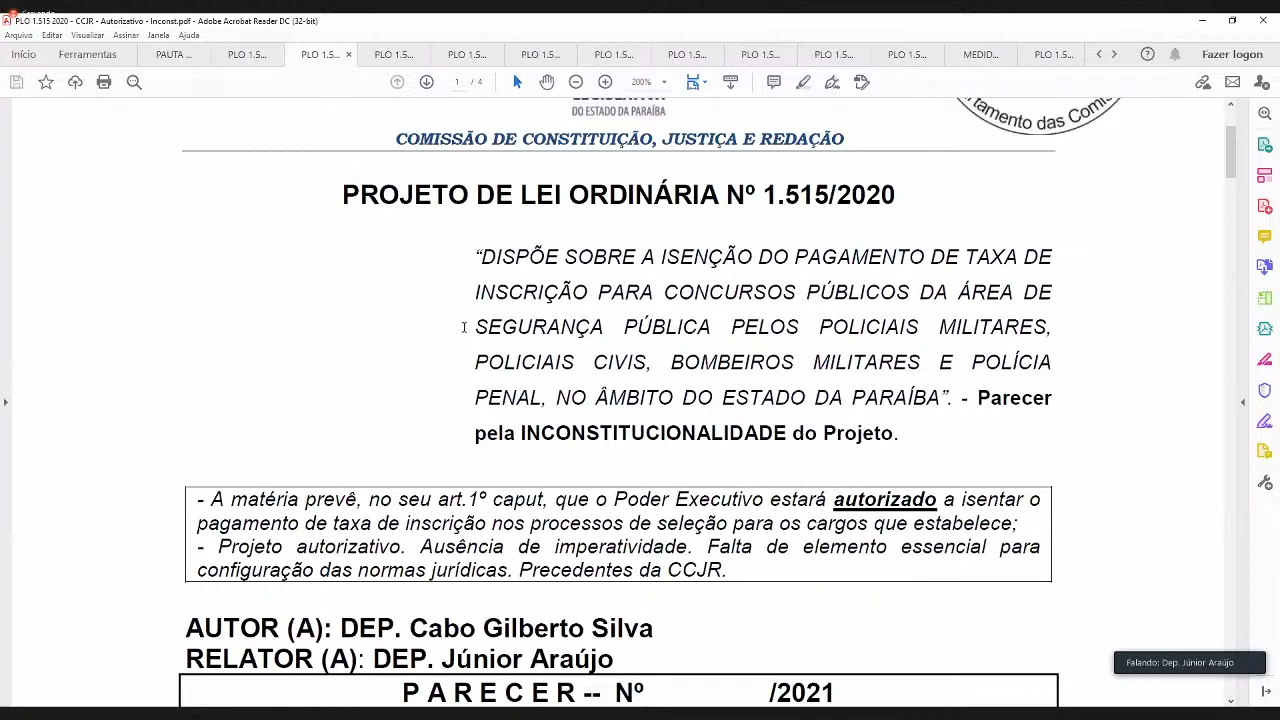 Gravando
PLO 1.515 2020 - CCJR - Autorizativo - Inconst.pdf - Adobe Acrobat Reader DC (32-bit)
Arquivo Editar Visualizar Assinar Janela Ajuda
Início Ferramentas PAUTA ... PLO 1.5... PLO 1.5... × PLO 1.5... PLO 1.5... PLO 1.5... PLO 1.5... PLO 1.5... PLO 1.5... PLO 1.5... PLO 1.5... MEDID... PLO 1.5... Fazer logon
1 / 4 200%
DO ESTADO DA PARAÍBA
rtamento das Comis
COMISSÃO DE CONSTITUIÇÃO, JUSTIÇA E REDAÇÃO
PROJETO DE LEI ORDINÁRIA Nº 1.515/2020
“DISPÕE SOBRE A ISENÇÃO DO PAGAMENTO DE TAXA DE
INSCRIÇÃO PARA CONCURSOS PÚBLICOS DA ÁREA DE
SEGURANÇA PÚBLICA PELOS POLICIAIS MILITARES,
POLICIAIS CIVIS, BOMBEIROS MILITARES E POLÍCIA
PENAL, NO ÂMBITO DO ESTADO DA PARAÍBA”. - Parecer
pela INCONSTITUCIONALIDADE do Projeto.
- A matéria prevê, no seu art.1º caput, que o Poder Executivo estará autorizado a isentar o
pagamento de taxa de inscrição nos processos de seleção para os cargos que estabelece;
- Projeto autorizativo. Ausência de imperatividade. Falta de elemento essencial para
configuração das normas jurídicas. Precedentes da CCJR.
AUTOR (A): DEP. Cabo Gilberto Silva
RELATOR (A): DEP. Júnior Araújo
P A R E C E R -- Nº /2021
Falando: Dep. Júnior Araújo